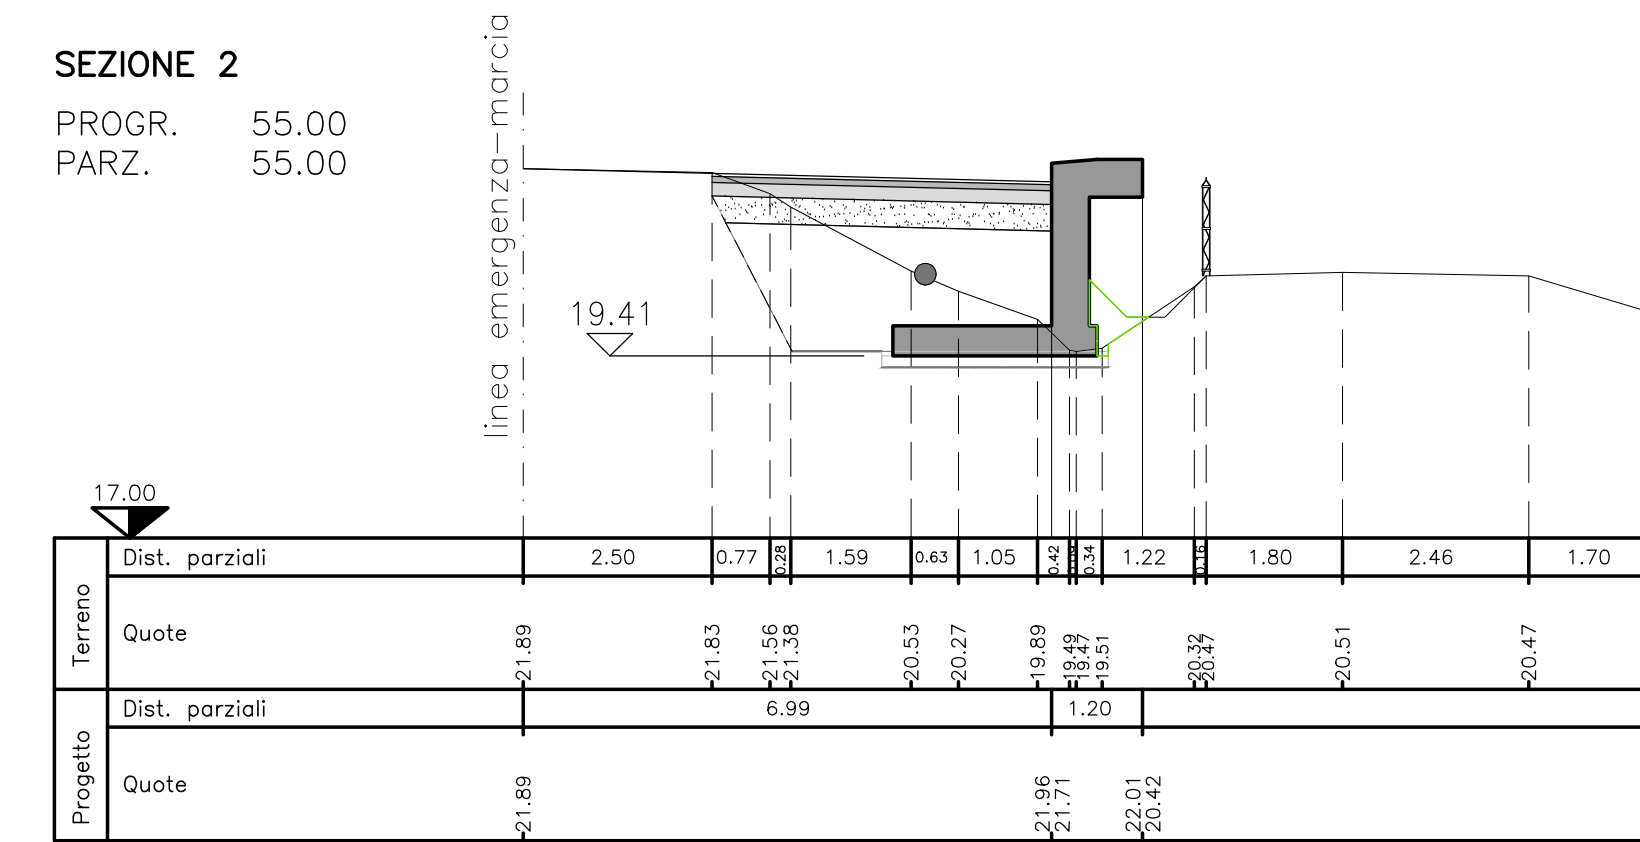 SEZIONE 2
PROGR. 55.00
PARZ. 55.00
linea emergenza-marcia
19.41
17.00
Terreno
Dist. parziali 2.50 0.77 0.28 1.59 0.63 1.05 0.42 0.09 0.34 1.22 0.16 1.80 2.46 1.70
Quote 21.89 21.83 21.56 21.38 20.53 20.27 19.89 19.49 19.47 19.51 20.32 20.47 20.51 20.47
Progetto
Dist. parziali 6.99 1.20
Quote 21.89 21.96 21.71 22.01 20.42